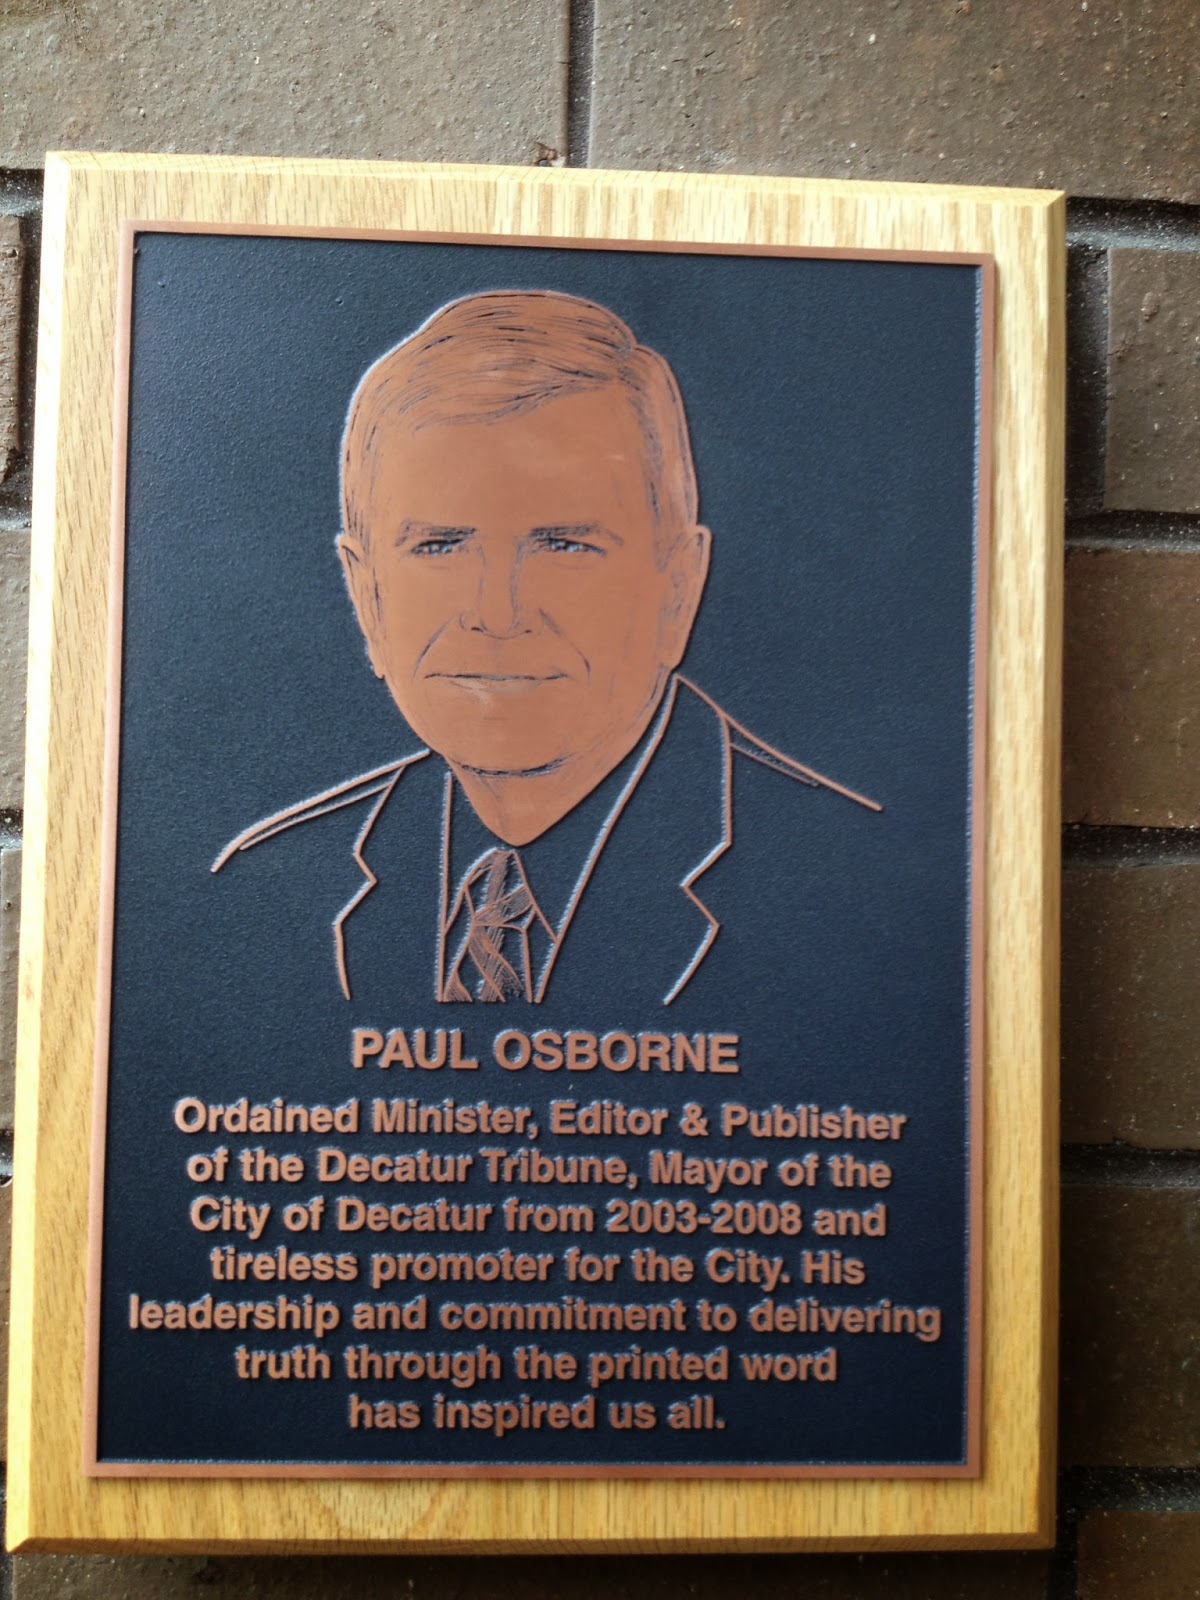 PAUL OSBORNE
Ordained Minister, Editor & Publisher
of the Decatur Tribune, Mayor of the
City of Decatur from 2003-2008 and
tireless promoter for the City. His
leadership and commitment to delivering
truth through the printed word
has inspired us all.